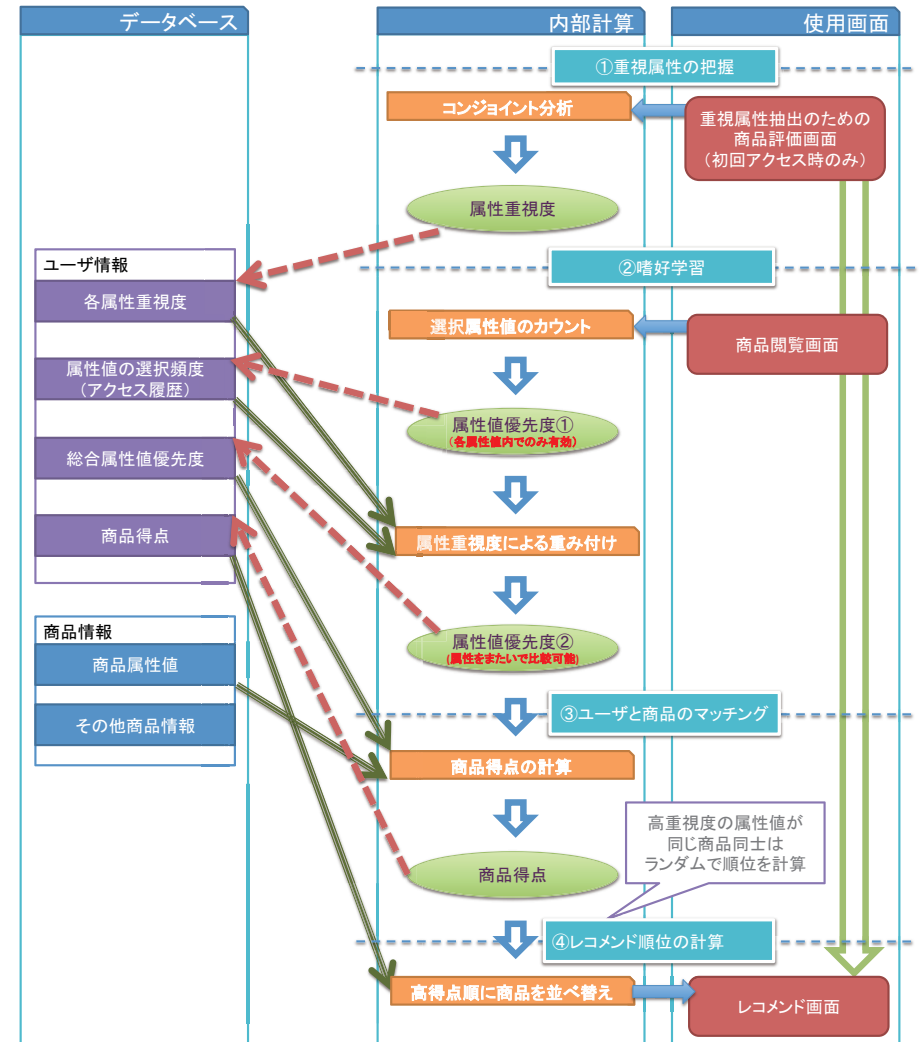 データベース
内部計算
使用画面
①重視属性の把握
コンジョイント分析
重視属性抽出のための
商品評価画面
（初回アクセス時のみ）
属性重視度
ユーザ情報
②嗜好学習
各属性重視度
選択属性値のカウント
商品閲覧画面
属性値の選択頻度
（アクセス履歴）
属性値優先度①
（各属性値内でのみ有効）
総合属性値優先度
商品得点
属性重視度による重み付け
商品情報
属性値優先度②
(属性をまたいで比較可能)
商品属性値
その他商品情報
③ユーザと商品のマッチング
商品得点の計算
高重視度の属性値が
同じ商品同士は
ランダムで順位を計算
商品得点
④レコメンド順位の計算
高得点順に商品を並べ替え
レコメンド画面